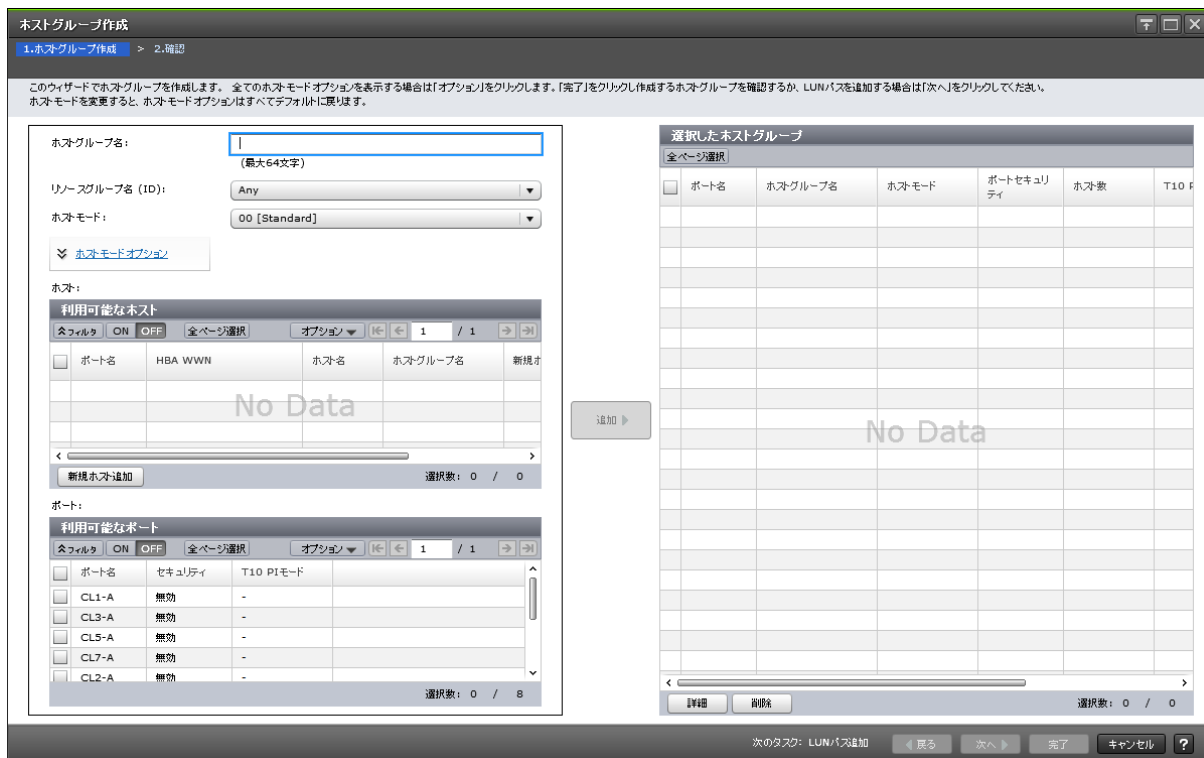 ホストグループ作成
1.ホストグループ作成 > 2.確認
このウィザードでホストグループを作成します。 全てのホストモードオプションを表示する場合は「オプション」をクリックします。「完了」をクリックし作成するホストグループを確認するか、LUNパスを追加する場合は「次へ」をクリックしてください。
ホストモードを変更すると、ホストモードオプションはすべてデフォルトに戻ります。
ホストグループ名:
(最大64文字)
リソースグループ名 (ID): Any
ホストモード: 00 [Standard]
ホストモードオプション
ホスト:
利用可能なホスト
フィルタ ON OFF 全ページ選択 オプション 1 / 1
ポート名 HBA WWN ホスト名 ホストグループ名 新規ホ
No Data
新規ホスト追加 選択数: 0 / 0
ポート:
利用可能なポート
フィルタ ON OFF 全ページ選択 オプション 1 / 1
ポート名 セキュリティ T10 PIモード
CL1-A 無効 -
CL3-A 無効 -
CL5-A 無効 -
CL7-A 無効 -
CL2-A 無効 -
選択数: 0 / 8
追加
選択したホストグループ
全ページ選択
ポート名 ホストグループ名 ホストモード ポートセキュリ ホスト数 T10 P
ティ
No Data
詳細 削除 選択数: 0 / 0
次のタスク: LUNパス追加 戻る 次へ 完了 キャンセル ?